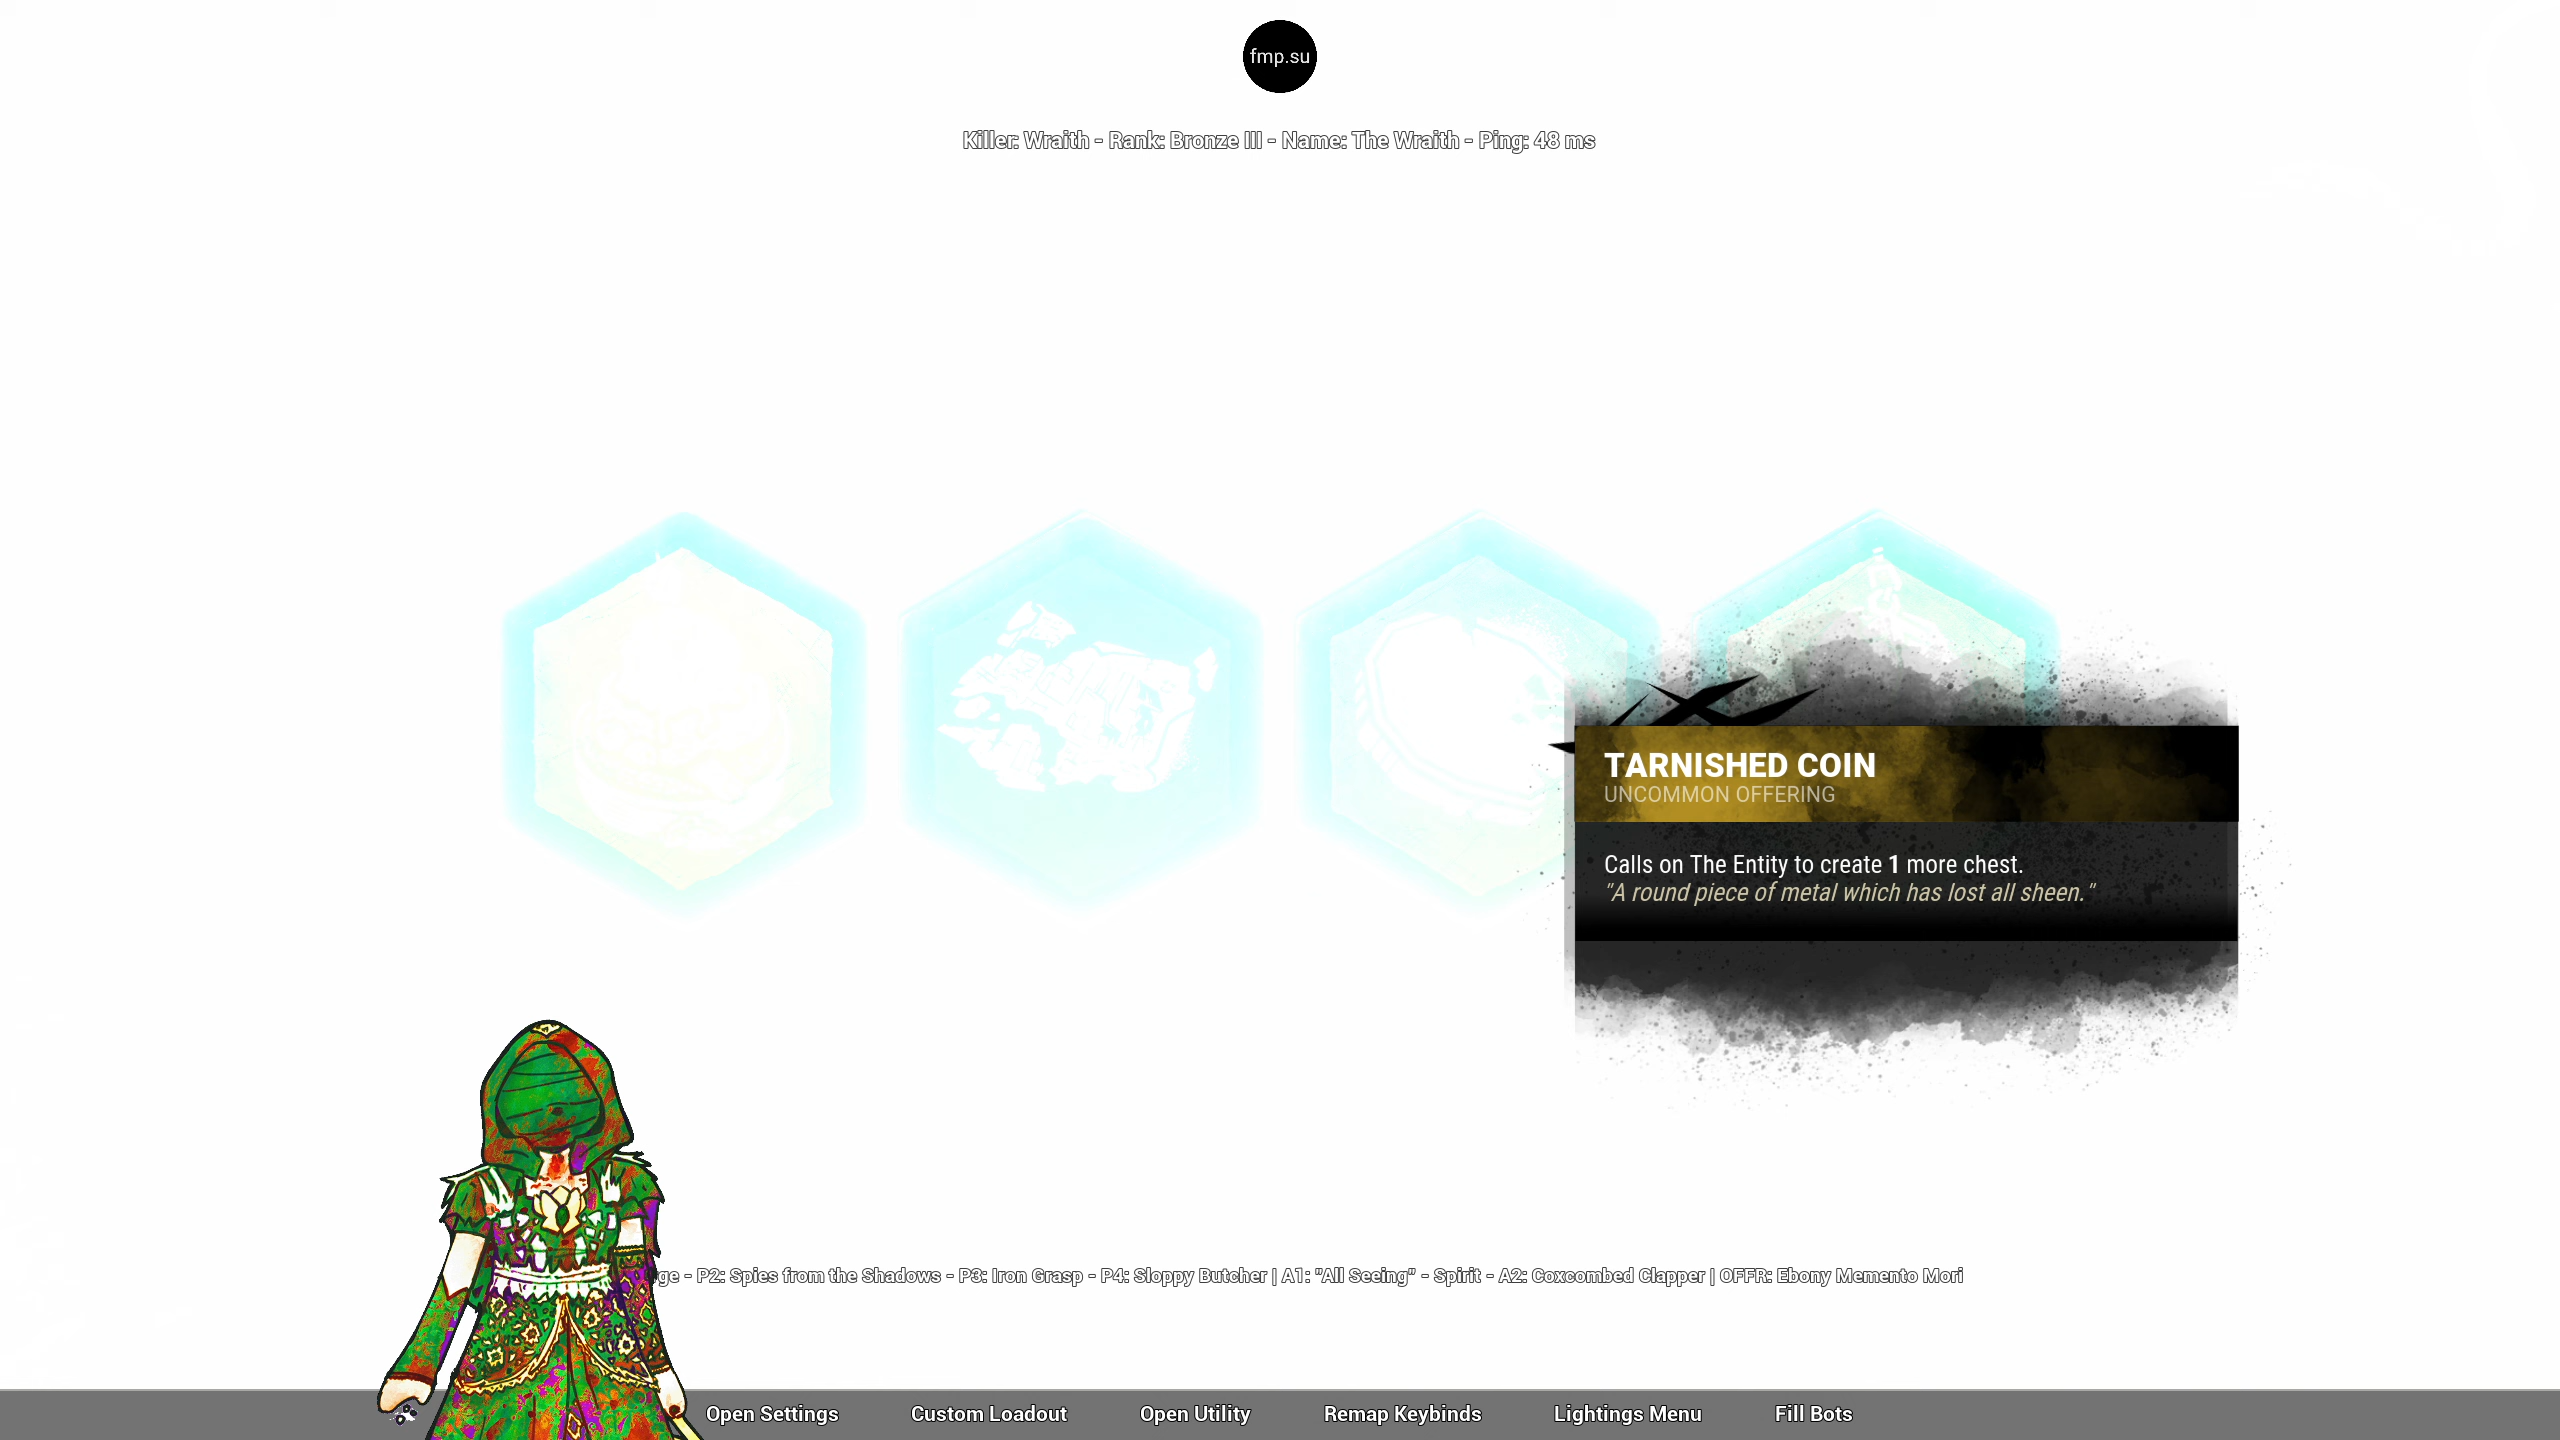 fmp.su
Killer: Wraith - Rank: Bronze III - Name: The Wraith - Ping: 48 ms
TARNISHED COIN
UNCOMMON OFFERING
Calls on The Entity to create 1 more chest.
"A round piece of metal which has lost all sheen."
- P2: Spies from the Shadows - P3: Iron Grasp - P4: Sloppy Butcher | A1: "All Seeing" - Spirit - A2: Coxcombed Clapper | OFFR: Ebony Memento Mori
Open Settings Custom Loadout Open Utility Remap Keybinds Lightings Menu Fill Bots